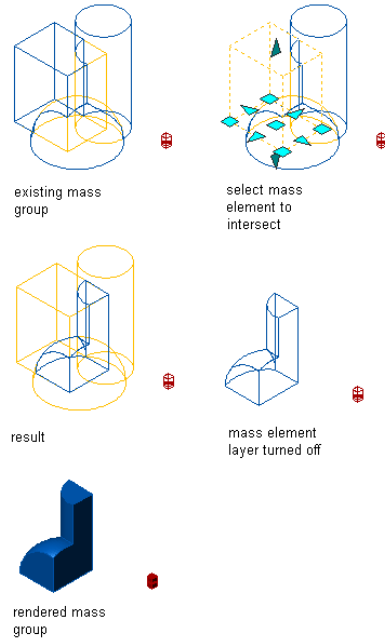 existing mass
group
select mass
element to
intersect
result
mass element
layer turned off
rendered mass
group